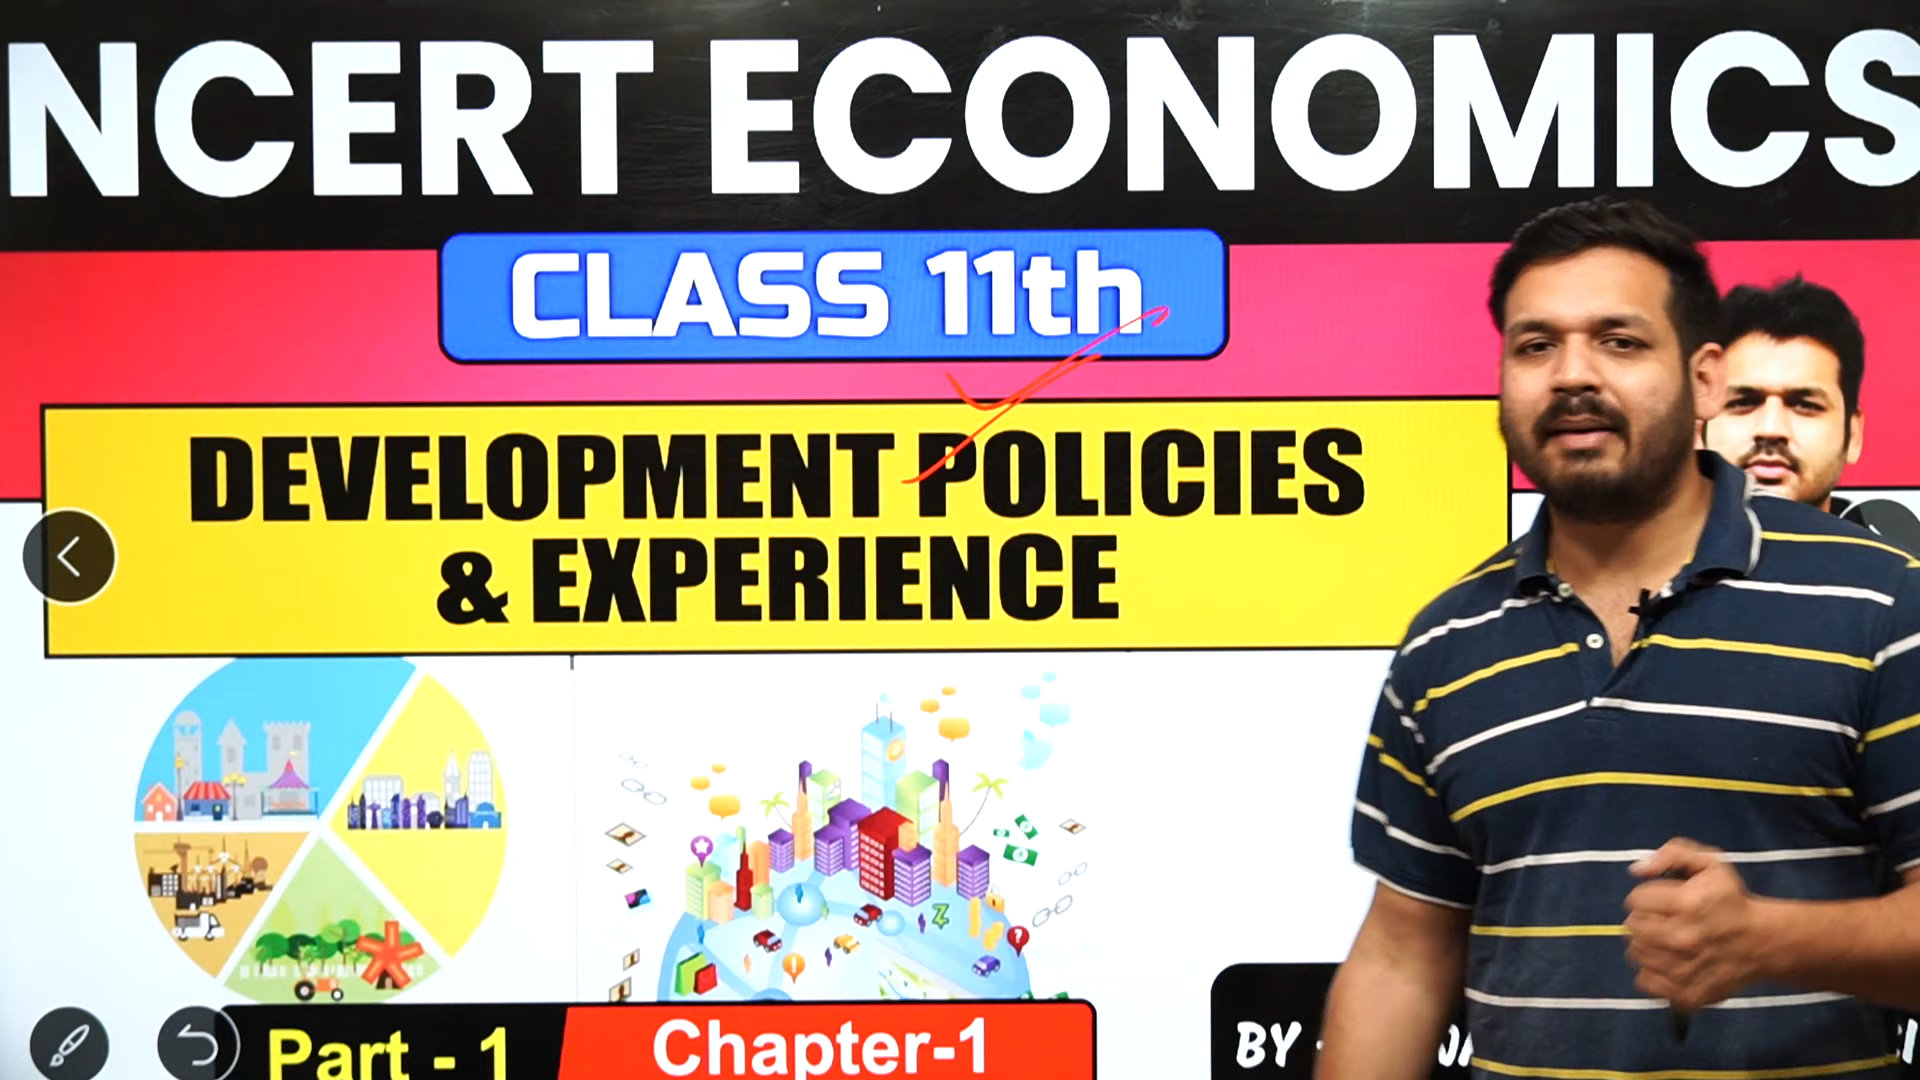 NCERT ECONOMICS
CLASS 11th
DEVELOPMENT POLICIES
& EXPERIENCE
Part - 1
Chapter-1
BY